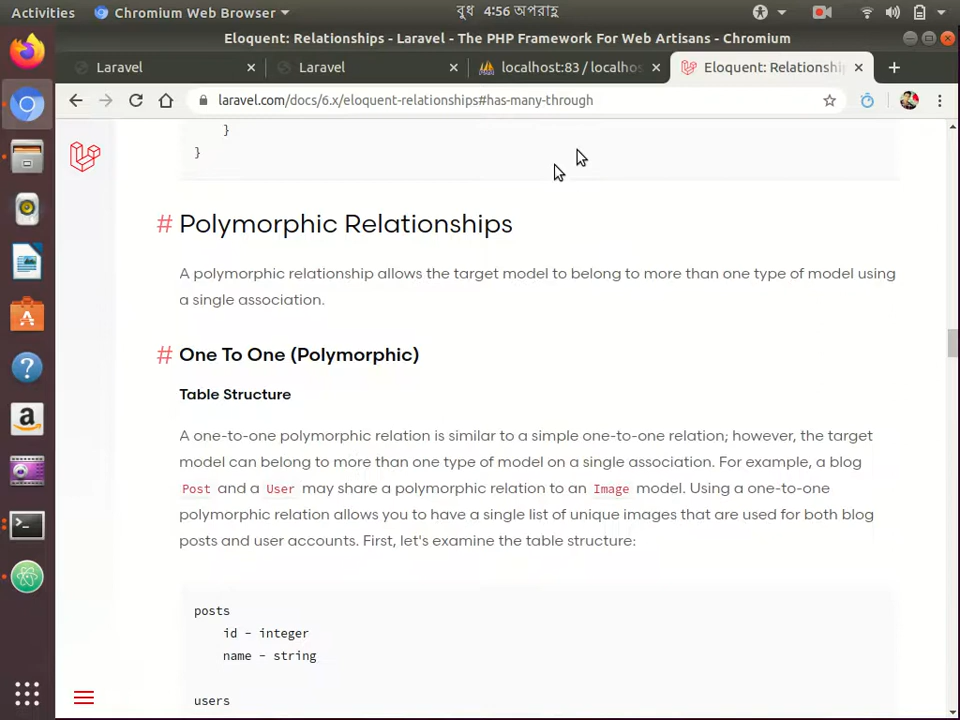 Activities
Chromium Web Browser
বুধ 4:56 অপরাহ্ণ
Eloquent: Relationships - Laravel - The PHP Framework For Web Artisans - Chromium
Laravel
Laravel
localhost:83 / localhos
Eloquent: Relationship
laravel.com/docs/6.x/eloquent-relationships#has-many-through
}
}
# Polymorphic Relationships
A polymorphic relationship allows the target model to belong to more than one type of model using
a single association.
# One To One (Polymorphic)
Table Structure
A one-to-one polymorphic relation is similar to a simple one-to-one relation; however, the target
model can belong to more than one type of model on a single association. For example, a blog
Post and a User may share a polymorphic relation to an Image model. Using a one-to-one
polymorphic relation allows you to have a single list of unique images that are used for both blog
posts and user accounts. First, let's examine the table structure:
posts
id - integer
name - string
users